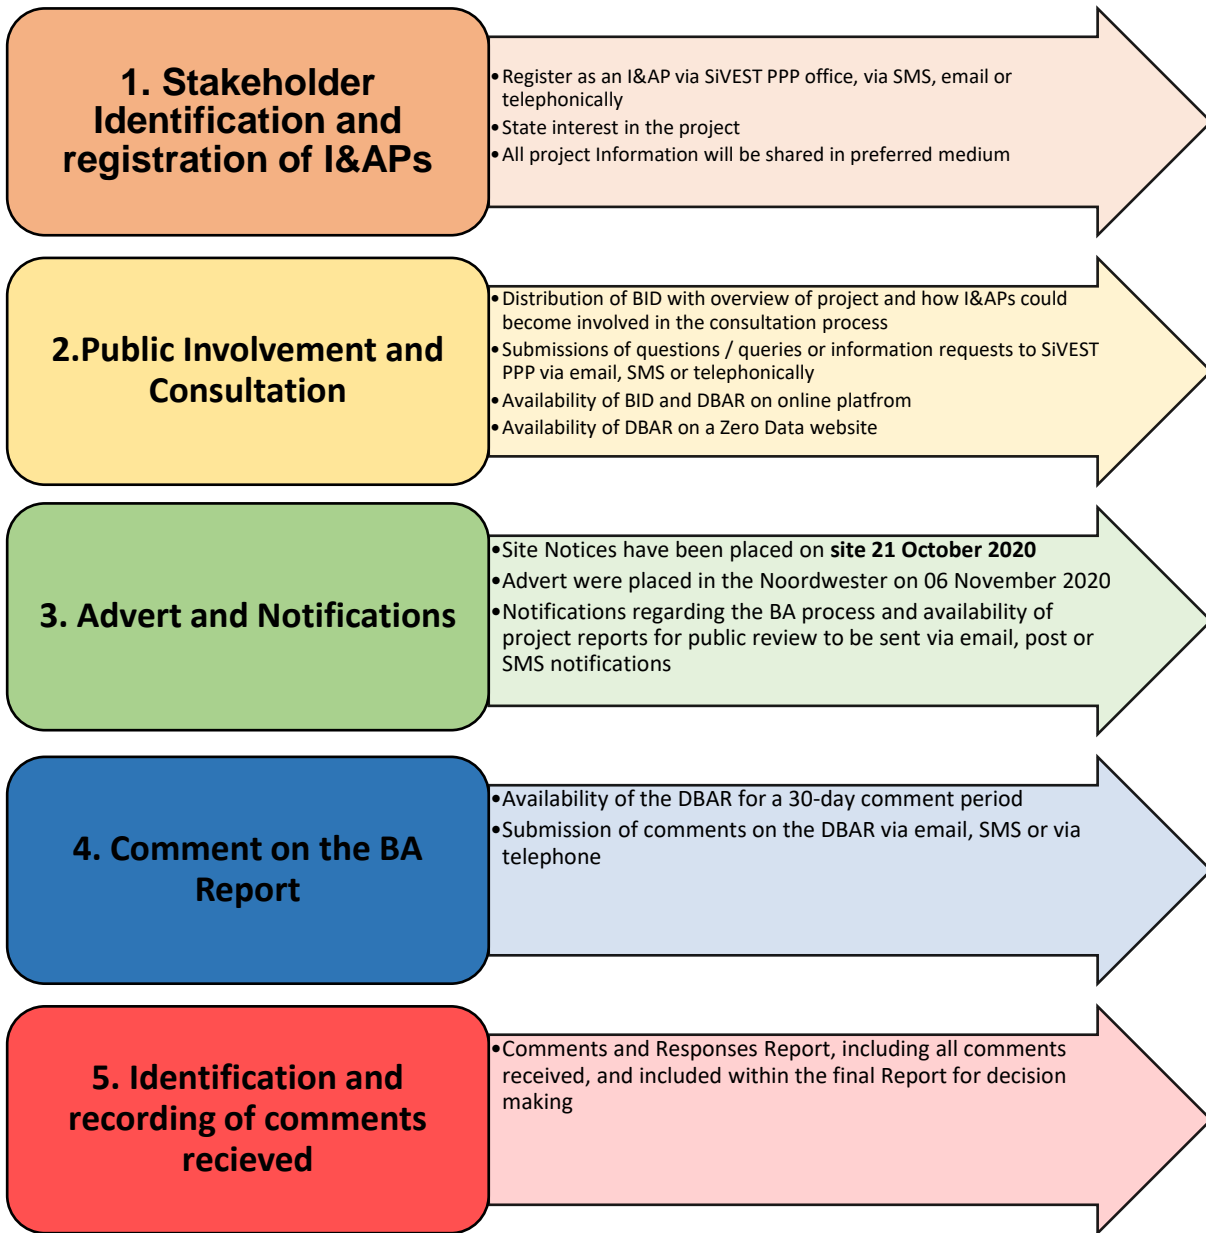 1. Stakeholder
Identification and
registration of I&APs
•Register as an I&AP via SiVEST PPP office, via SMS, email or
telephonically
•State interest in the project
•All project Information will be shared in preferred medium
2.Public Involvement and
Consultation
•Distribution of BID with overview of project and how I&APs could
become involved in the consultation process
•Submissions of questions / queries or information requests to SiVEST
PPP via email, SMS or telephonically
•Availability of BID and DBAR on online platfrom
•Availability of DBAR on a Zero Data website
3. Advert and Notifications
•Site Notices have been placed on site 21 October 2020
•Advert were placed in the Noordwester on 06 November 2020
•Notifications regarding the BA process and availability of
project reports for public review to be sent via email, post or
SMS notifications
4. Comment on the BA
Report
•Availability of the DBAR for a 30-day comment period
•Submission of comments on the DBAR via email, SMS or via
telephone
5. Identification and
recording of comments
recieved
•Comments and Responses Report, including all comments
received, and included within the final Report for decision
making